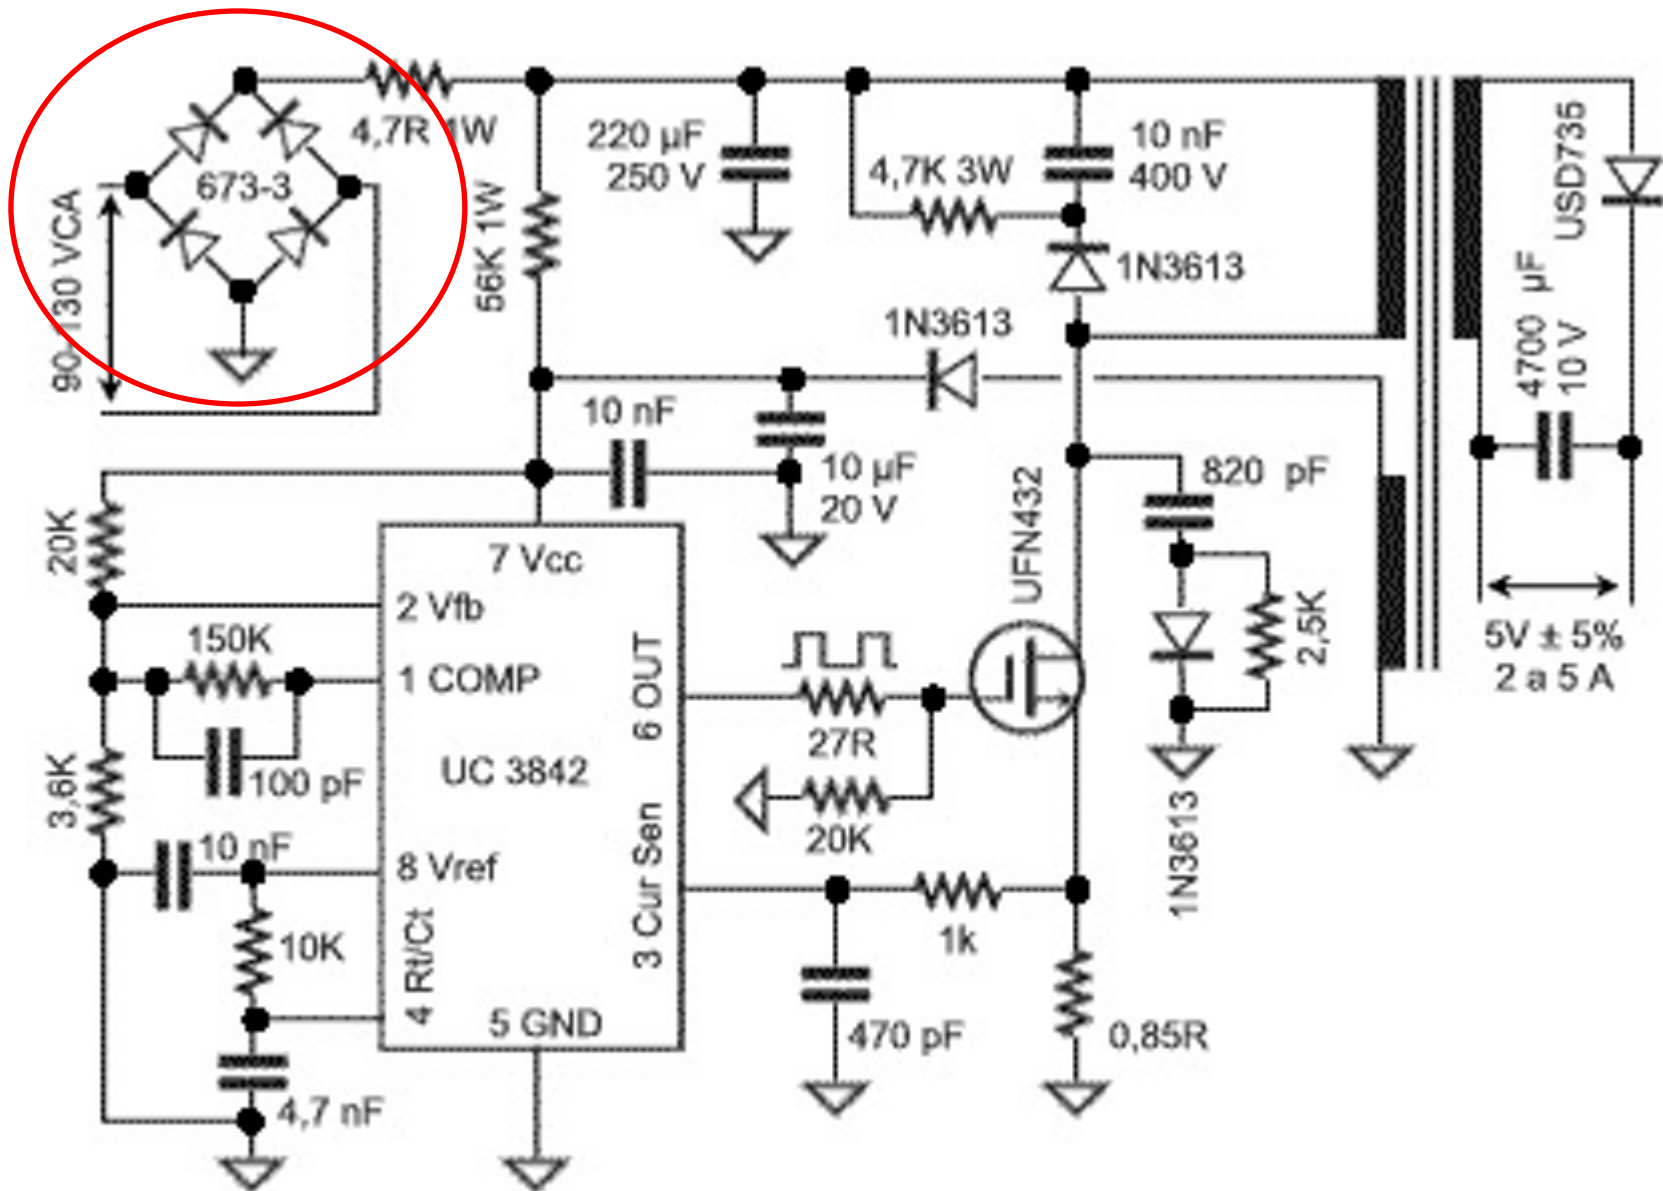 4,7R 1W
673-3
90-130 VCA
56K 1W
220 µF
250 V
4,7K 3W
10 nF
400 V
1N3613
1N3613
USD735
4700 µF
10 V
10 nF
10 µF
20 V
820 pF
UFN432
20K
7 Vcc
2 Vfb
150K
1 COMP
6 OUT
2,5K
5V ± 5%
2 a 5 A
27R
UC 3842
100 pF
3,6K
20K
1N3613
10 nF
8 Vref
3 Cur Sen
10K
4 Rt/Ct
1k
5 GND
470 pF
0,85R
4,7 nF